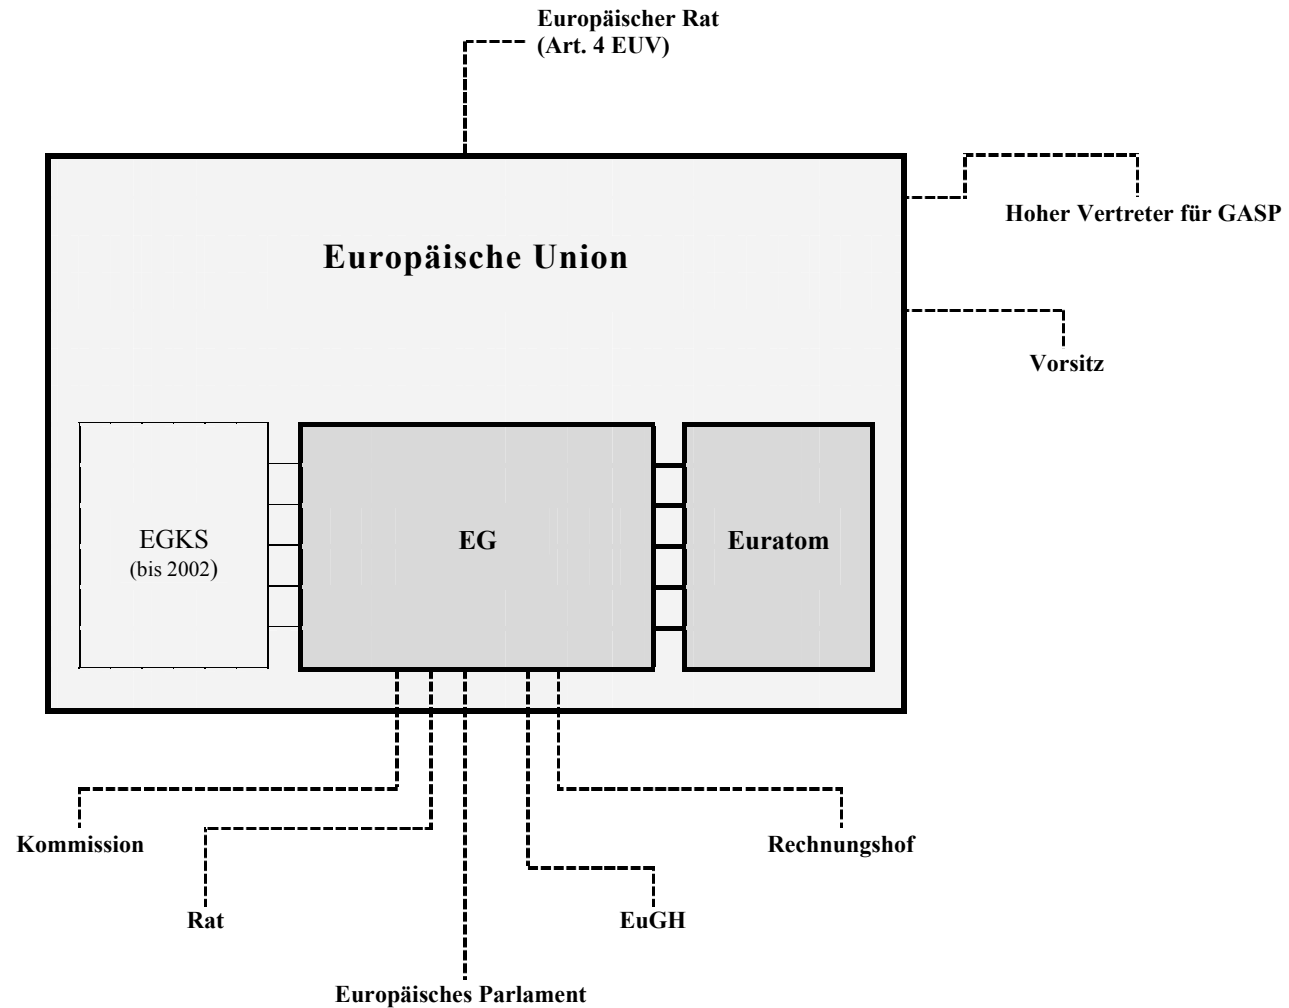 Europäischer Rat
(Art. 4 EUV)
Hoher Vertreter für GASP
Europäische Union
Vorsitz
EGKS
(bis 2002)
EG
Euratom
Kommission
Rechnungshof
Rat
EuGH
Europäisches Parlament